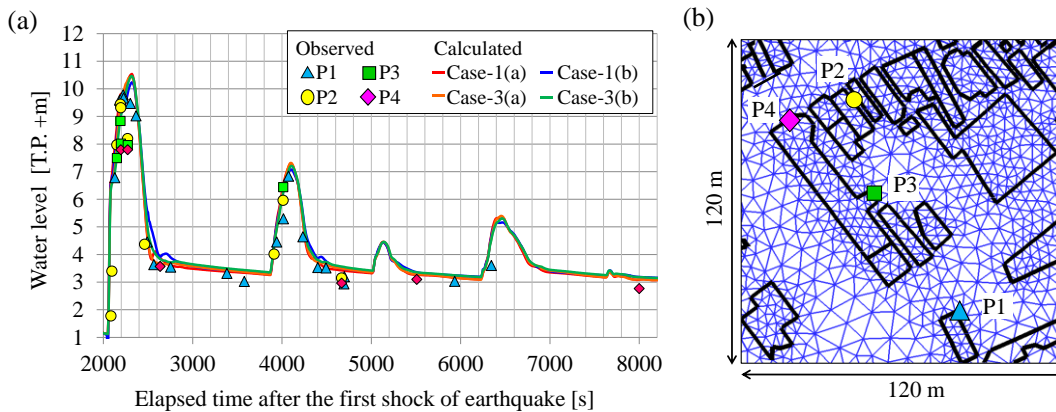 (a)
Water level [T.P. +m]
12
11
10
9
8
7
6
5
4
3
2
1
2000 3000 4000 5000 6000 7000 8000
Elapsed time after the first shock of earthquake [s]
Observed Calculated
P1 P3 Case-1(a) Case-1(b)
P2 P4 Case-3(a) Case-3(b)
(b)
120 m
P2
P4
P3
P1
120 m